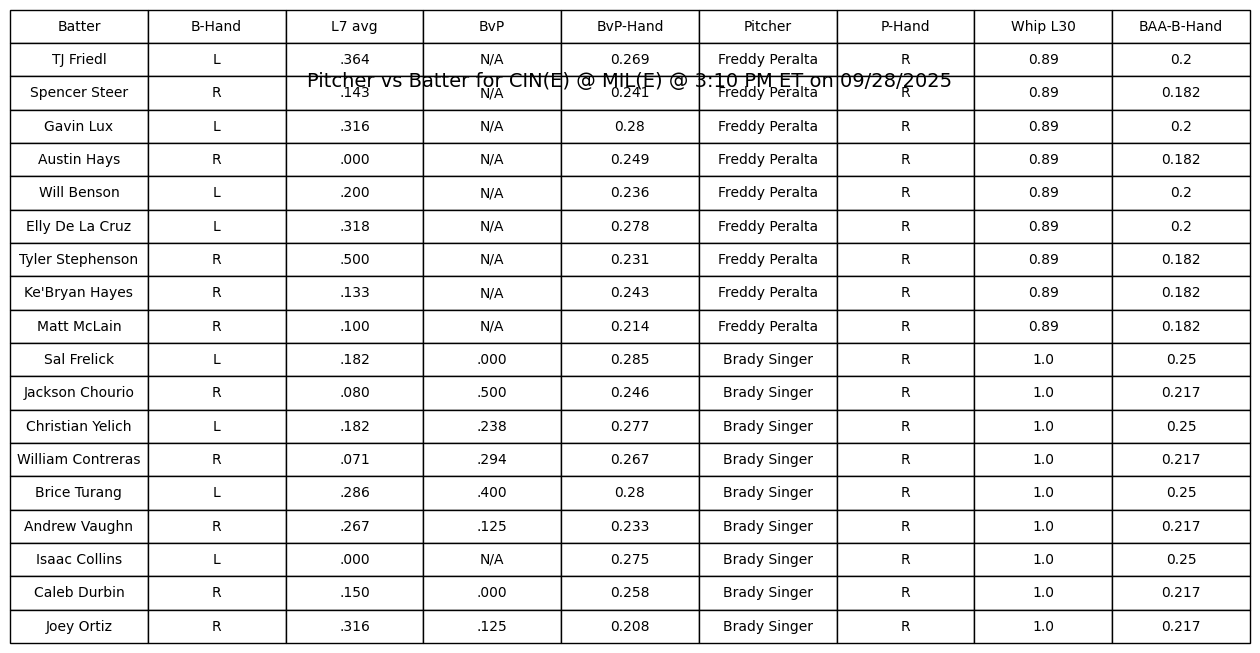 Batter B-Hand L7 avg BvP BvP-Hand Pitcher P-Hand Whip L30 BAA-B-Hand
TJ Friedl L .364 N/A 0.269 Freddy Peralta R 0.89 0.2
Pitcher vs Batter for CIN(E) @ MIL(E) @ 3:10 PM ET on 09/28/2025
Spencer Steer R .143 N/A 0.241 Freddy Peralta R 0.89 0.182
Gavin Lux L .316 N/A 0.28 Freddy Peralta R 0.89 0.2
Austin Hays R .000 N/A 0.249 Freddy Peralta R 0.89 0.182
Will Benson L .200 N/A 0.236 Freddy Peralta R 0.89 0.2
Elly De La Cruz L .318 N/A 0.278 Freddy Peralta R 0.89 0.2
Tyler Stephenson R .500 N/A 0.231 Freddy Peralta R 0.89 0.182
Ke'Bryan Hayes R .133 N/A 0.243 Freddy Peralta R 0.89 0.182
Matt McLain R .100 N/A 0.214 Freddy Peralta R 0.89 0.182
Sal Frelick L .182 .000 0.285 Brady Singer R 1.0 0.25
Jackson Chourio R .080 .500 0.246 Brady Singer R 1.0 0.217
Christian Yelich L .182 .238 0.277 Brady Singer R 1.0 0.25
William Contreras R .071 .294 0.267 Brady Singer R 1.0 0.217
Brice Turang L .286 .400 0.28 Brady Singer R 1.0 0.25
Andrew Vaughn R .267 .125 0.233 Brady Singer R 1.0 0.217
Isaac Collins L .000 N/A 0.275 Brady Singer R 1.0 0.25
Caleb Durbin R .150 .000 0.258 Brady Singer R 1.0 0.217
Joey Ortiz R .316 .125 0.208 Brady Singer R 1.0 0.217